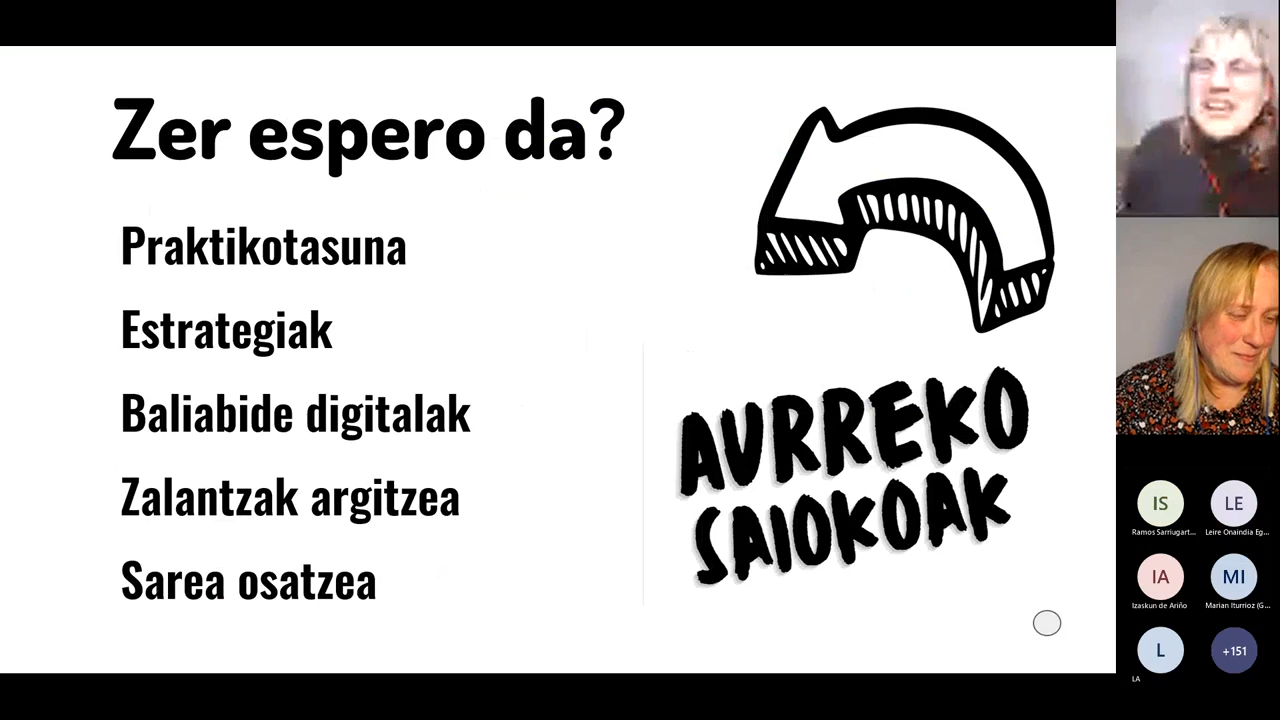 Zer espero da?
Praktikotasuna
Estrategiak
Baliabide digitalak
Zalantzak argitzea
Sarea osatzea
AURREKO
SAIOKOAK
IS
LE
Ramos Sarriugart...
Leire Onaindia Eg...
IA
MI
Izaskun de Ariño
Marian Iturrioz (G...
L
+151
LA